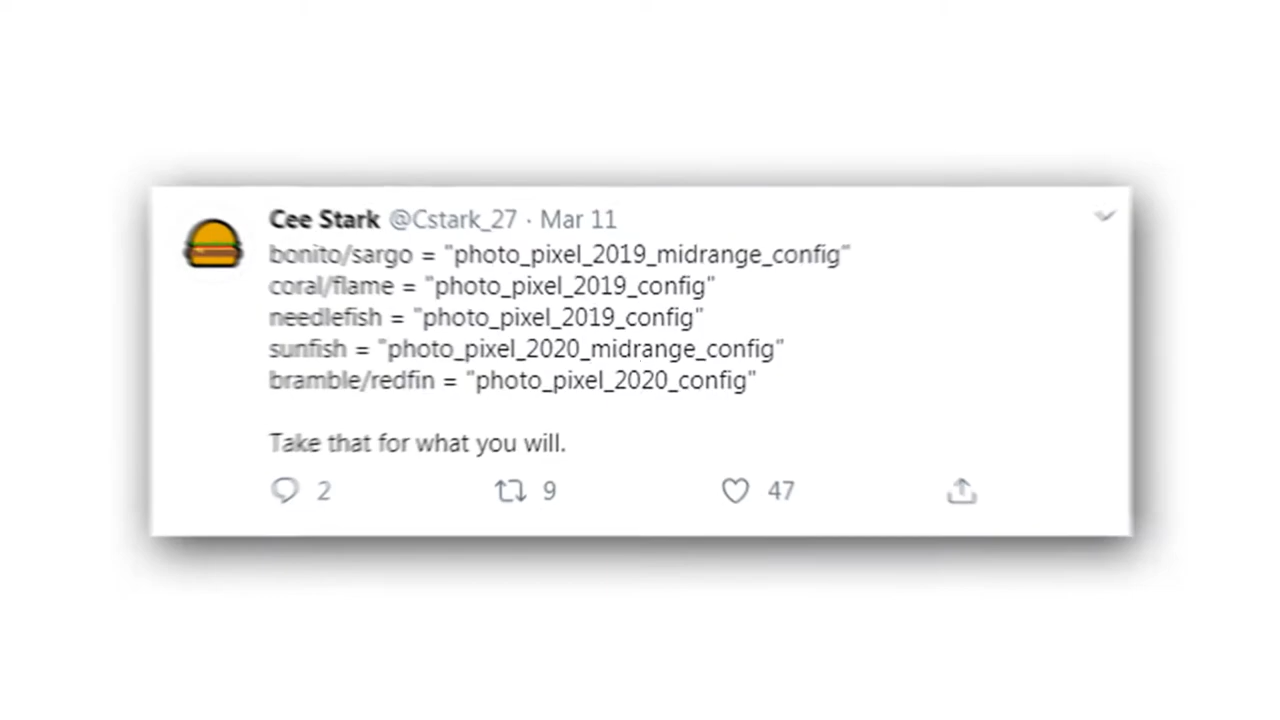 Cee Stark @Cstark_27 · Mar 11
bonito/sargo = "photo_pixel_2019_midrange_config"
coral/flame = "photo_pixel_2019_config"
needlefish = "photo_pixel_2019_config"
sunfish = "photo_pixel_2020_midrange_config"
bramble/redfin = "photo_pixel_2020_config"
Take that for what you will.
2 9 47